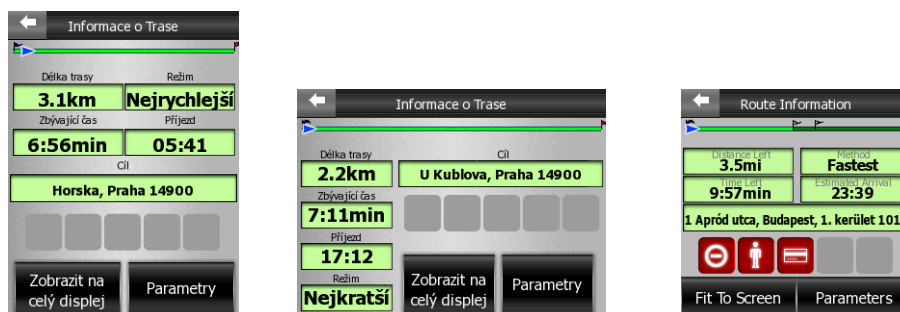 Informace o Trase
Délka trasy Režim
3.1km Nejrychlejší
Zbývající čas Příjezd
6:56min 05:41
Cíl
Horska, Praha 14900
Zobrazit na celý displej
Parametry
Informace o Trase
Délka trasy Cíl
2.2km U Kublova, Praha 14900
Zbývající čas
7:11min
Příjezd
17:12
Režim
Nejkratší
Zobrazit na
celý displej
Parametry
Route Information
Distance Left Method
3.5mi Fastest
Time Left Estimated Arrival
9:57min 23:39
1 Apród utca, Budapest, 1. kerület 101
Fit To Screen Parameters